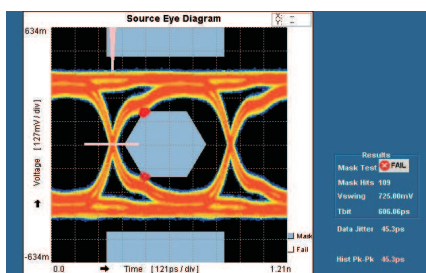 Source Eye Diagram
X:
Y:
634m
Voltage [127mV / div]
-634m
0.0
Time [121ps / div]
1.21n
Mask
Fail
Results
Mask Test FAIL
Mask Hits 109
Vswing 725.00mV
Tbit 606.06ps
Data Jitter 45.3ps
Hist Pk-Pk 45.3ps